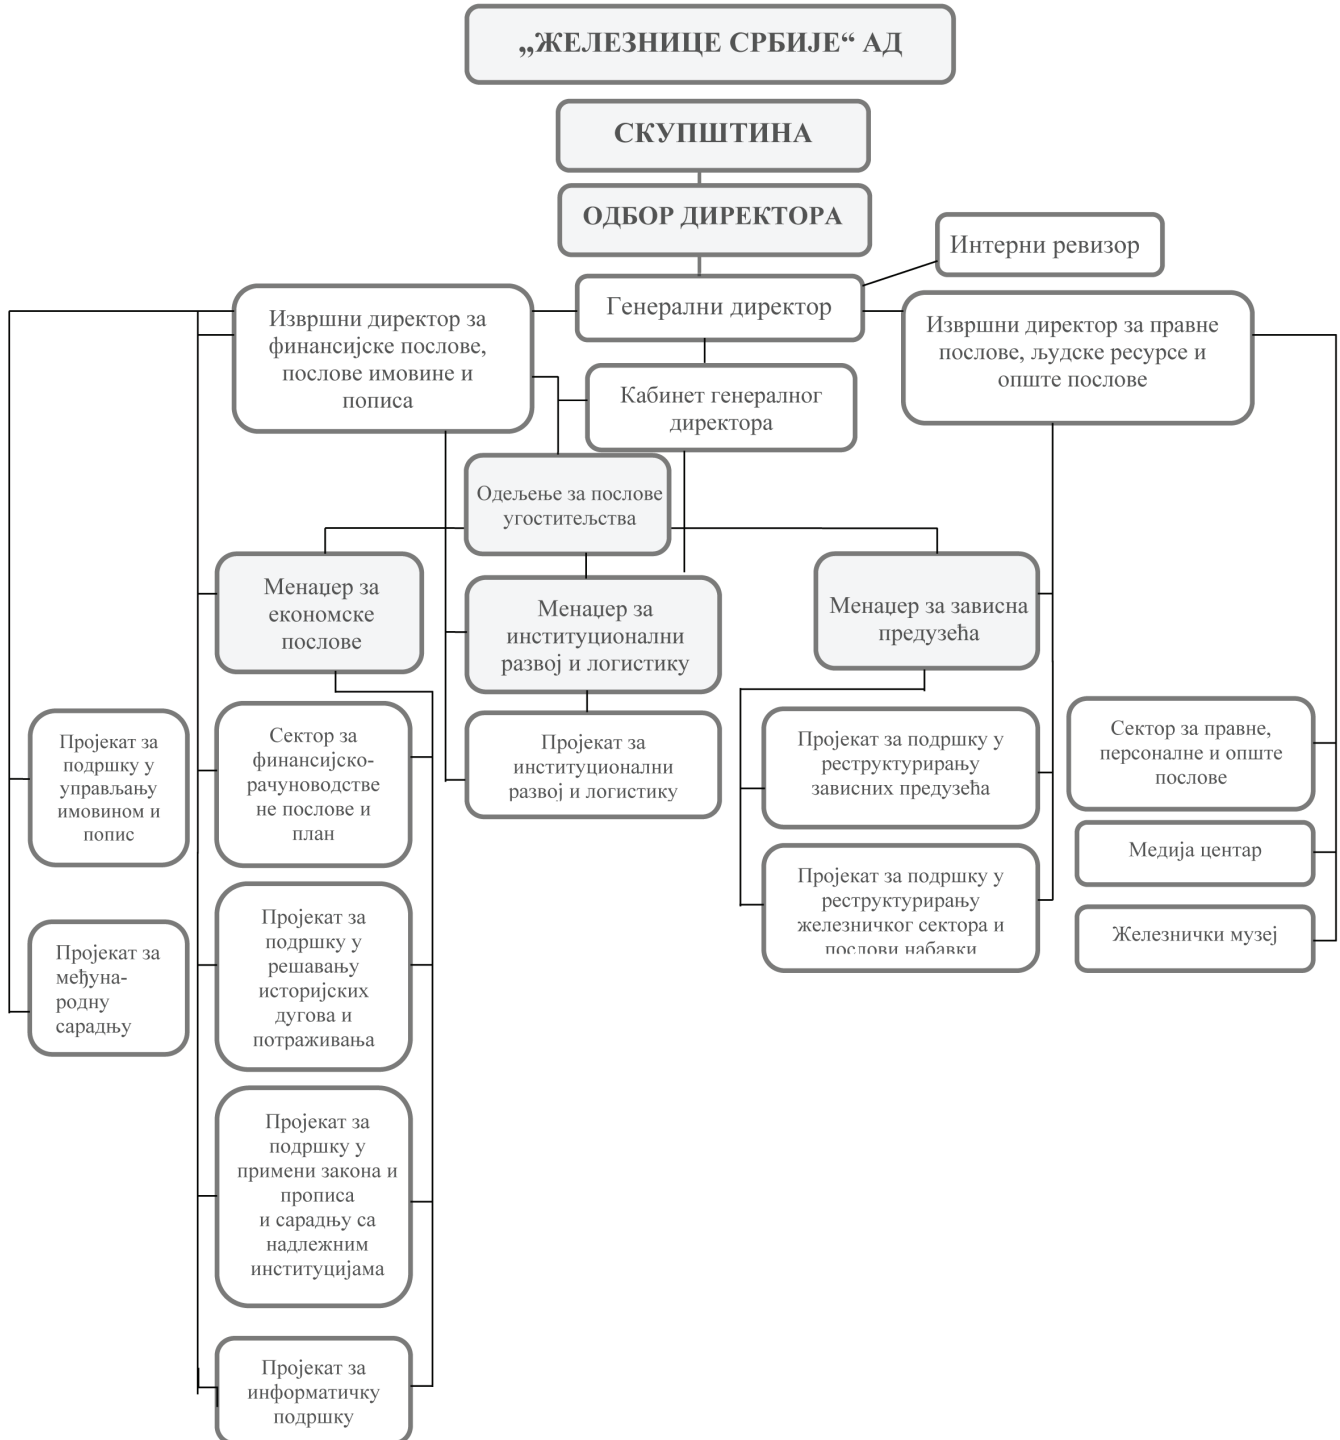 „ЖЕЛЕЗНИЦЕ СРБИЈЕ“ АД
СКУПШТИНА
ОДБОР ДИРЕКТОРА
Интерни ревизор
Генерални директор
Извршни директор за
финансијске послове,
послове имовине и
пописа
Извршни директор за правне
послове, људске ресурсе и
опште послове
Кабинет генералног
директора
Одељење за послове
угоститељства
Менаџер за
економске
послове
Менаџер за
институционални
развој и логистику
Менаџер за зависна
предузећа
Пројекат за
подршку у
управљању
имовином и
попис
Сектор за
финансијско-
рачуноводстве
не послове и
план
Пројекат за
институционални
развој и логистику
Пројекат за подршку у
реструктурирању
зависних предузећа
Сектор за правне,
персоналне и опште
послове
Медија центар
Пројекат за подршку у
реструктурирању
железничког сектора и
послови набавки
Железнички музеј
Пројекат за
међуна-
родну
сарадњу
Пројекат за
подршку у
решавању
историјских
дугова и
потраживања
Пројекат за
подршку у
примени закона и
прописа
и сарадњу са
надлежним
институцијама
Пројекат за
информатичку
подршку